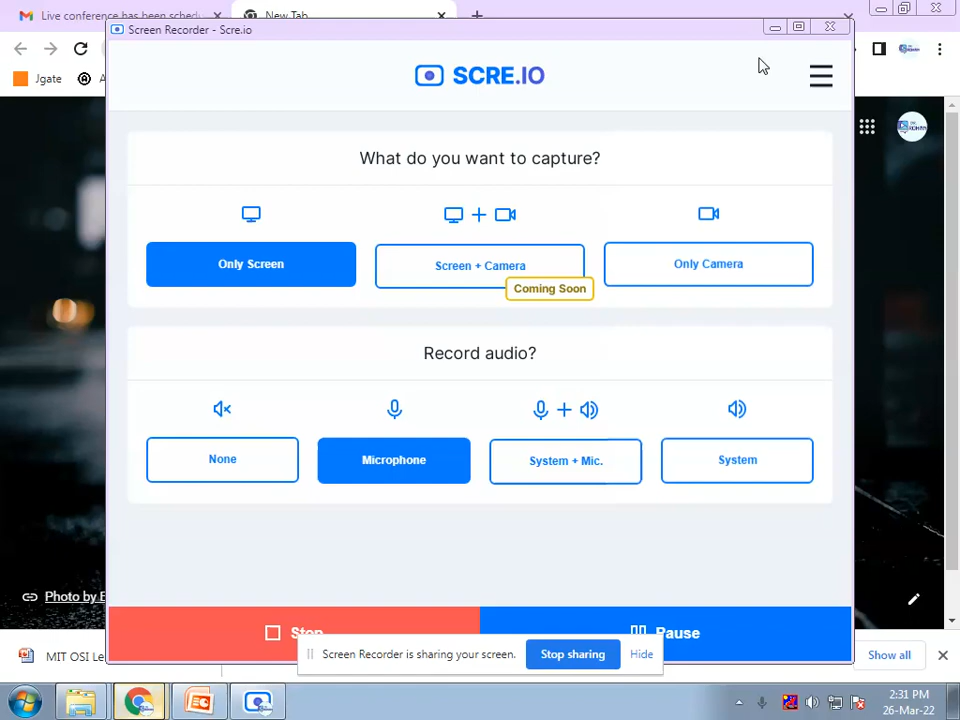 Live conference has been sched
New Tab
Screen Recorder - Scre.io
Jgate
SCRE.IO
What do you want to capture?
Only Screen
Screen + Camera
Only Camera
Coming Soon
Record audio?
None
Microphone
System + Mic.
System
Photo by
Stop
Pause
Screen Recorder is sharing your screen.
Stop sharing
Hide
MIT OSI Le
Show all
2:31 PM
26-Mar-22